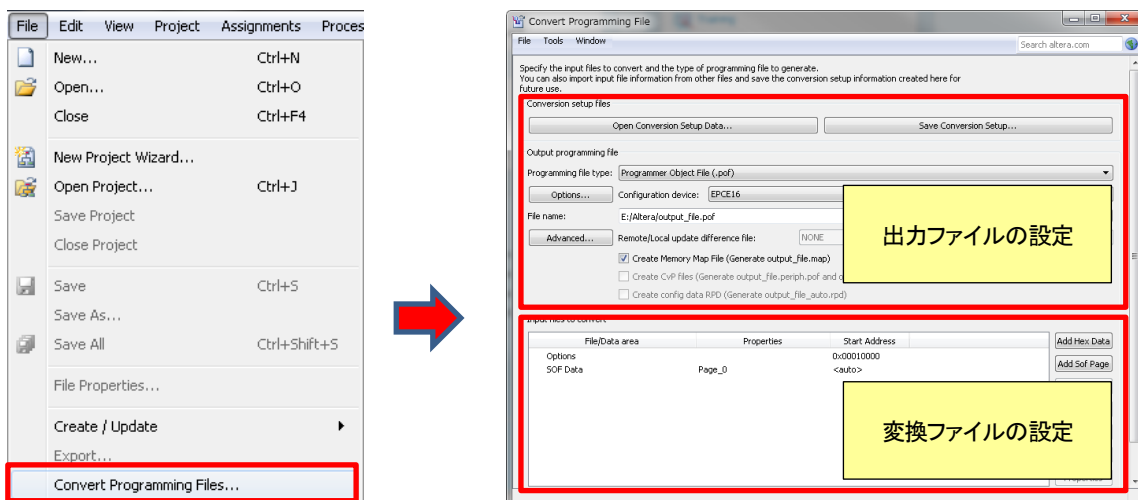 File Edit View Project Assignments Proces
New... Ctrl+N
Open... Ctrl+O
Close Ctrl+F4
New Project Wizard...
Open Project... Ctrl+J
Save Project
Close Project
Save Ctrl+S
Save As...
Save All Ctrl+Shift+S
File Properties...
Create / Update
Export...
Convert Programming Files...
Convert Programming File
File Tools Window
Search altera.com
Specify the input files to convert and the type of programming file to generate.
You can also import input file information from other files and save the conversion setup information created here for
future use.
Conversion setup files
Open Conversion Setup Data... Save Conversion Setup...
Output programming file
Programming file type: Programmer Object File (.pof)
Options... Configuration device: EPCE16
File name: E:/Altera/output_file.pof
Advanced... Remote/Local update difference file: NONE
Create Memory Map File (Generate output_file.map)
Create CvP files (Generate output_file.periph.pof and o
Create config data RPD (Generate output_file_auto.rpd)
出力ファイルの設定
Input files to convert
File/Data area Properties Start Address
Add Hex Data
Options 0x00010000
SOF Data Page_0 <auto>
Add Sof Page
変換ファイルの設定
Properties